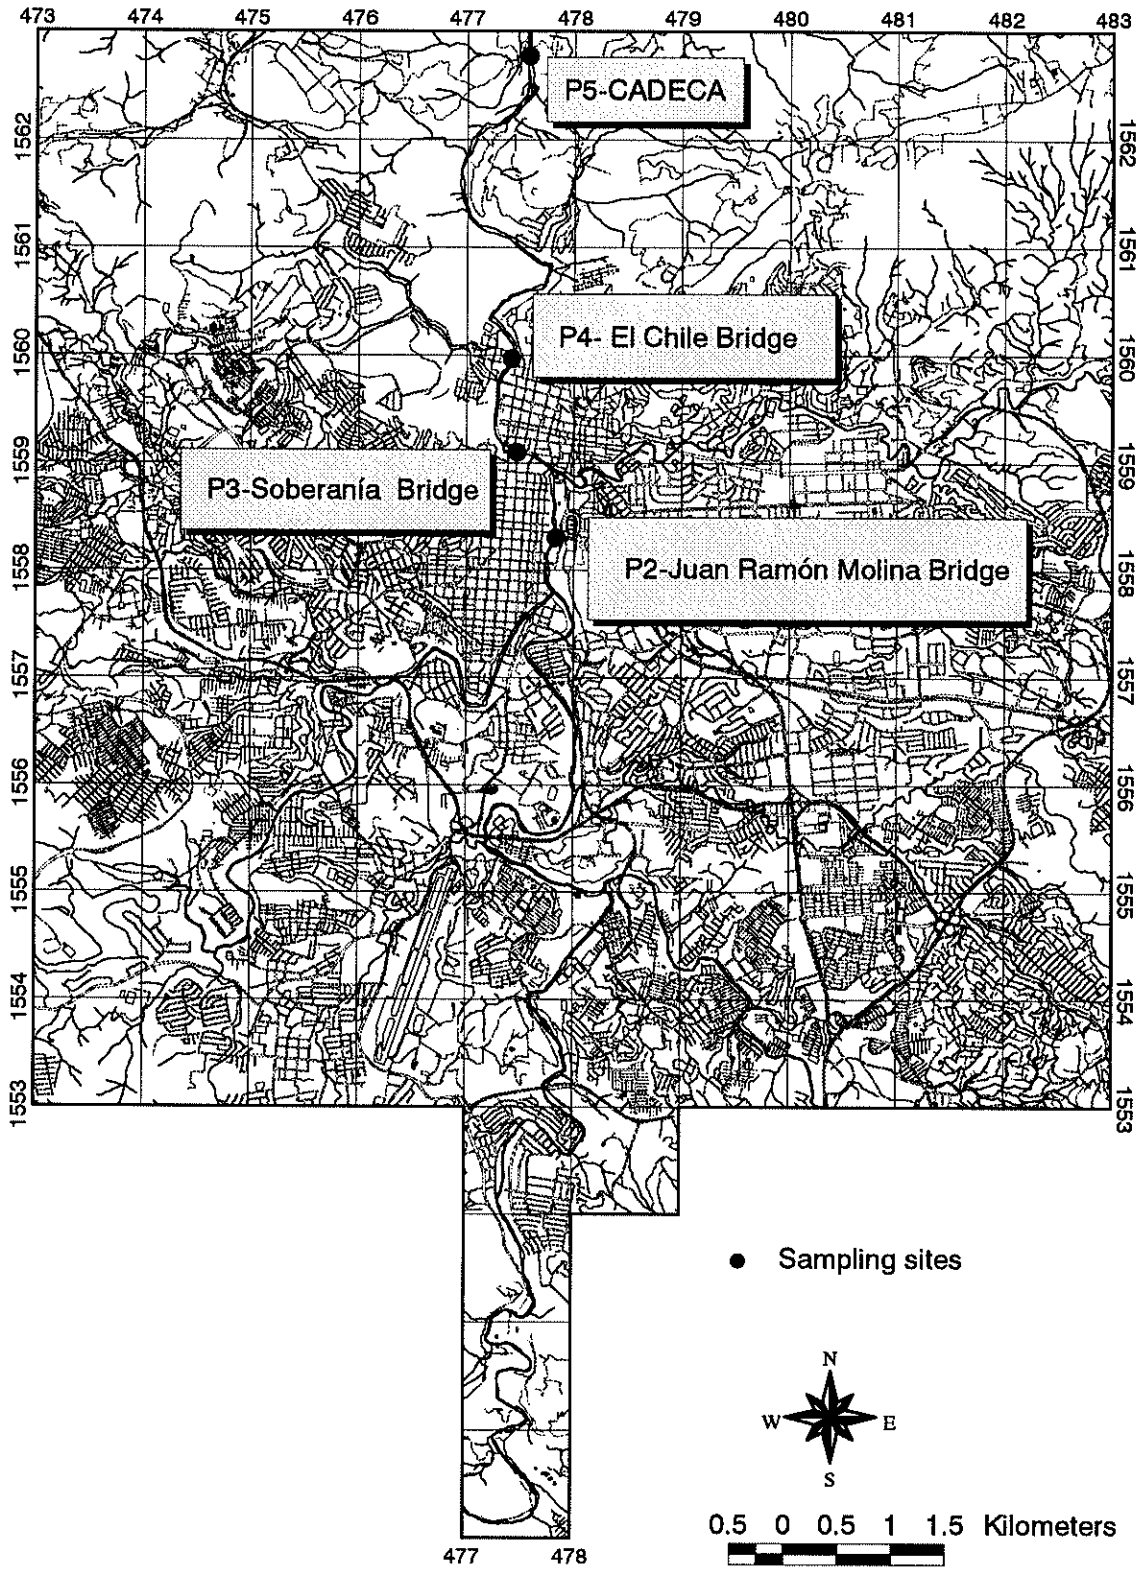 473 474 475 476 477 478 479 480 481 482 483
P5-CADECA
1562 1562
1561 1561
P4- El Chile Bridge
1560 1560
1559 1559
P3-Soberanía Bridge
P2-Juan Ramón Molina Bridge
1558 1558
1557 1557
1556 1556
1555 1555
1554 1554
1553 1553
Sampling sites
N
W E
S
0.5 0 0.5 1 1.5 Kilometers
477 478